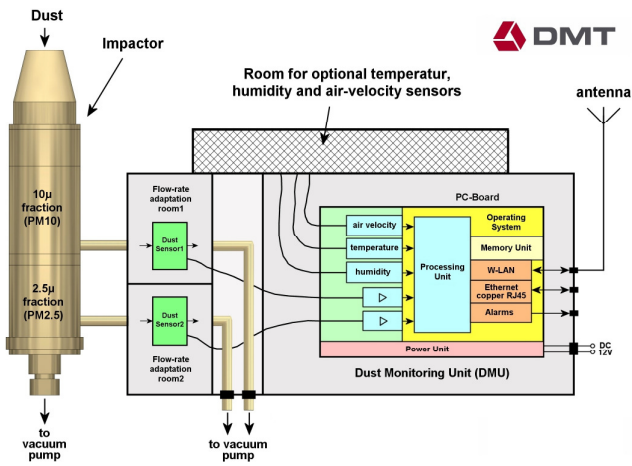 Dust
DMT
Impactor
Room for optional temperatur,
humidity and air-velocity sensors
antenna
10µ
fraction
(PM10)
2.5µ
fraction
(PM2.5)
Flow-rate
adaptation
room1
Dust
Sensor1
Dust
Sensor2
Flow-rate
adaptation
room2
PC-Board
air velocity
temperature
humidity
Processing
Unit
Operating
System
Memory Unit
W-LAN
Ethernet
copper RJ45
Alarms
Power Unit
DC
12V
Dust Monitoring Unit (DMU)
to
vacuum
pump
to vacuum
pump